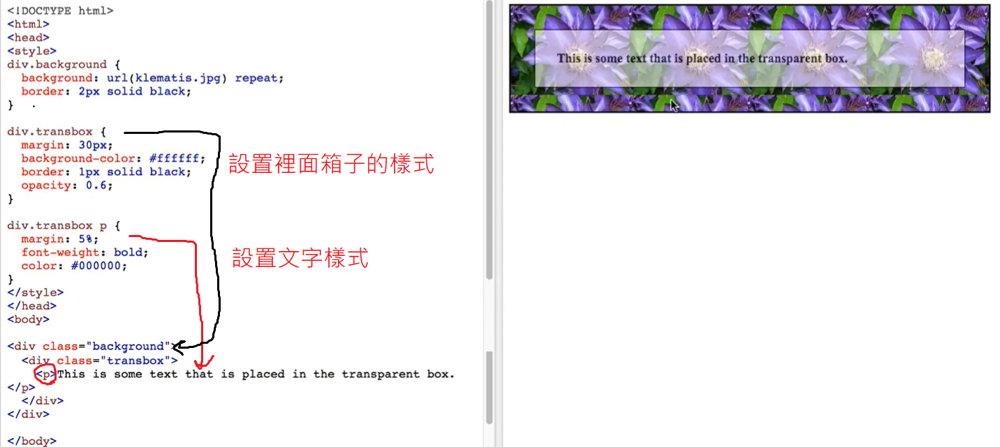 <!DOCTYPE html>
<html>
<head>
<style>
div.background {
  background: url(klematis.jpg) repeat;
  border: 2px solid black;
}
div.transbox {
  margin: 30px;
  background-color: #ffffff;
  border: 1px solid black;
  opacity: 0.6;
}
設置裡面箱子的樣式
div.transbox p {
  margin: 5%;
  font-weight: bold;
  color: #000000;
}
設置文字樣式
</style>
</head>
<body>
<div class="background">
  <div class="transbox">
    <p>This is some text that is placed in the transparent box.
</p>
  </div>
</div>
</body>
This is some text that is placed in the transparent box.